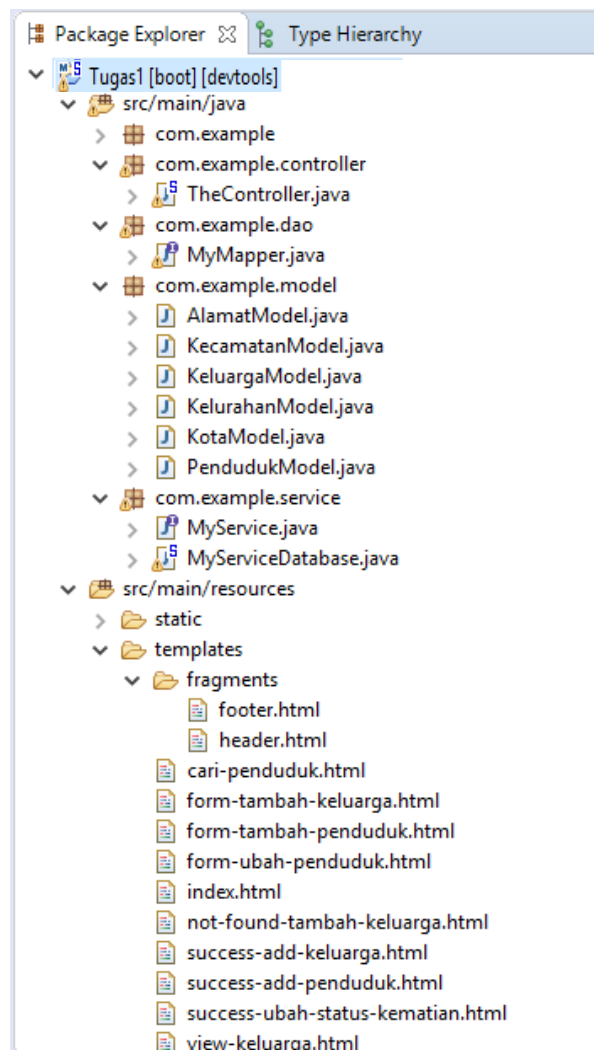 Package Explorer Type Hierarchy
Tugas1 [boot] [devtools]
src/main/java
com.example
com.example.controller
TheController.java
com.example.dao
MyMapper.java
com.example.model
AlamatModel.java
KecamatanModel.java
KeluargaModel.java
KelurahanModel.java
KotaModel.java
PendudukModel.java
com.example.service
MyService.java
MyServiceDatabase.java
src/main/resources
static
templates
fragments
footer.html
header.html
cari-penduduk.html
form-tambah-keluarga.html
form-tambah-penduduk.html
form-ubah-penduduk.html
index.html
not-found-tambah-keluarga.html
success-add-keluarga.html
success-add-penduduk.html
success-ubah-status-kematian.html
view-keluarga.html